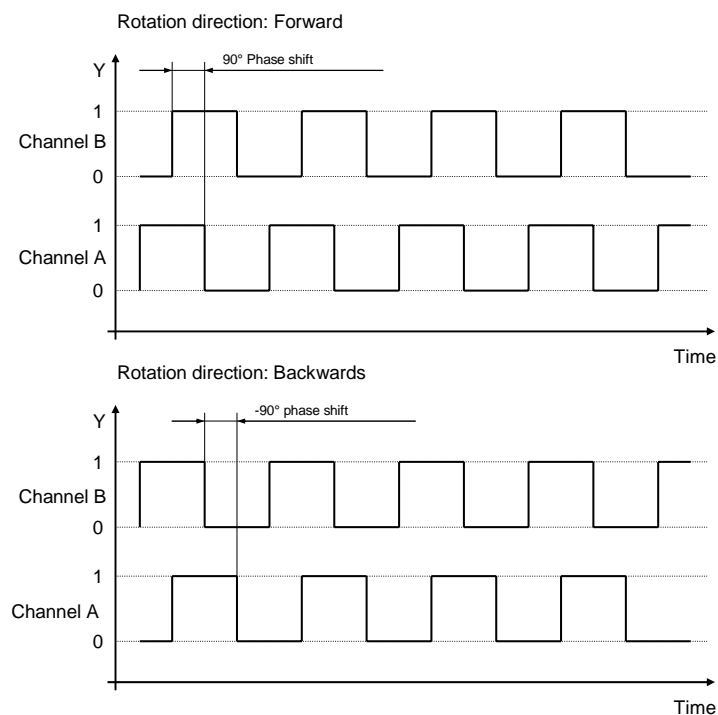 Rotation direction: Forward
Y
90° Phase shift
1
Channel B
0
1
Channel A
0
Time
Rotation direction: Backwards
Y
-90° phase shift
1
Channel B
0
1
Channel A
0
Time